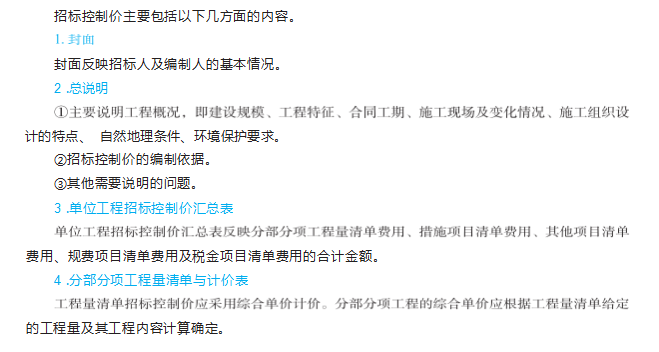 招标控制价主要包括以下几方面的内容。
1. 封面
封面反映招标人及编制人的基本情况。
2 .总说明
①主要说明工程概况，即建设规模、工程特征、合同工期、施工现场及变化情况、施工组织设
计的特点、 自然地理条件、环境保护要求。
②招标控制价的编制依据。
③其他需要说明的问题。
3 .单位工程招标控制价汇总表
单位工程招标控制价汇总表反映分部分项工程量清单费用、措施项目清单费用、其他项目清单
费用、规费项目清单费用及税金项目清单费用的合计金额。
4 .分部分项工程量清单与计价表
工程量清单招标控制价应采用综合单价计价。分部分项工程的综合单价应根据工程量清单给定
的工程量及其工程内容计算确定。